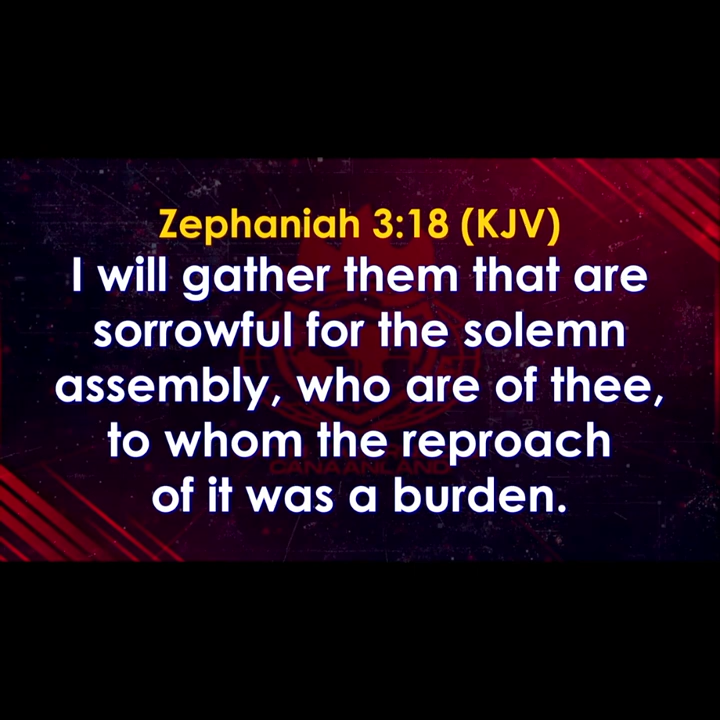 Zephaniah 3:18 (KJV)
I will gather them that are
sorrowful for the solemn
assembly, who are of thee,
to whom the reproach
of it was a burden.
CANAANLAND